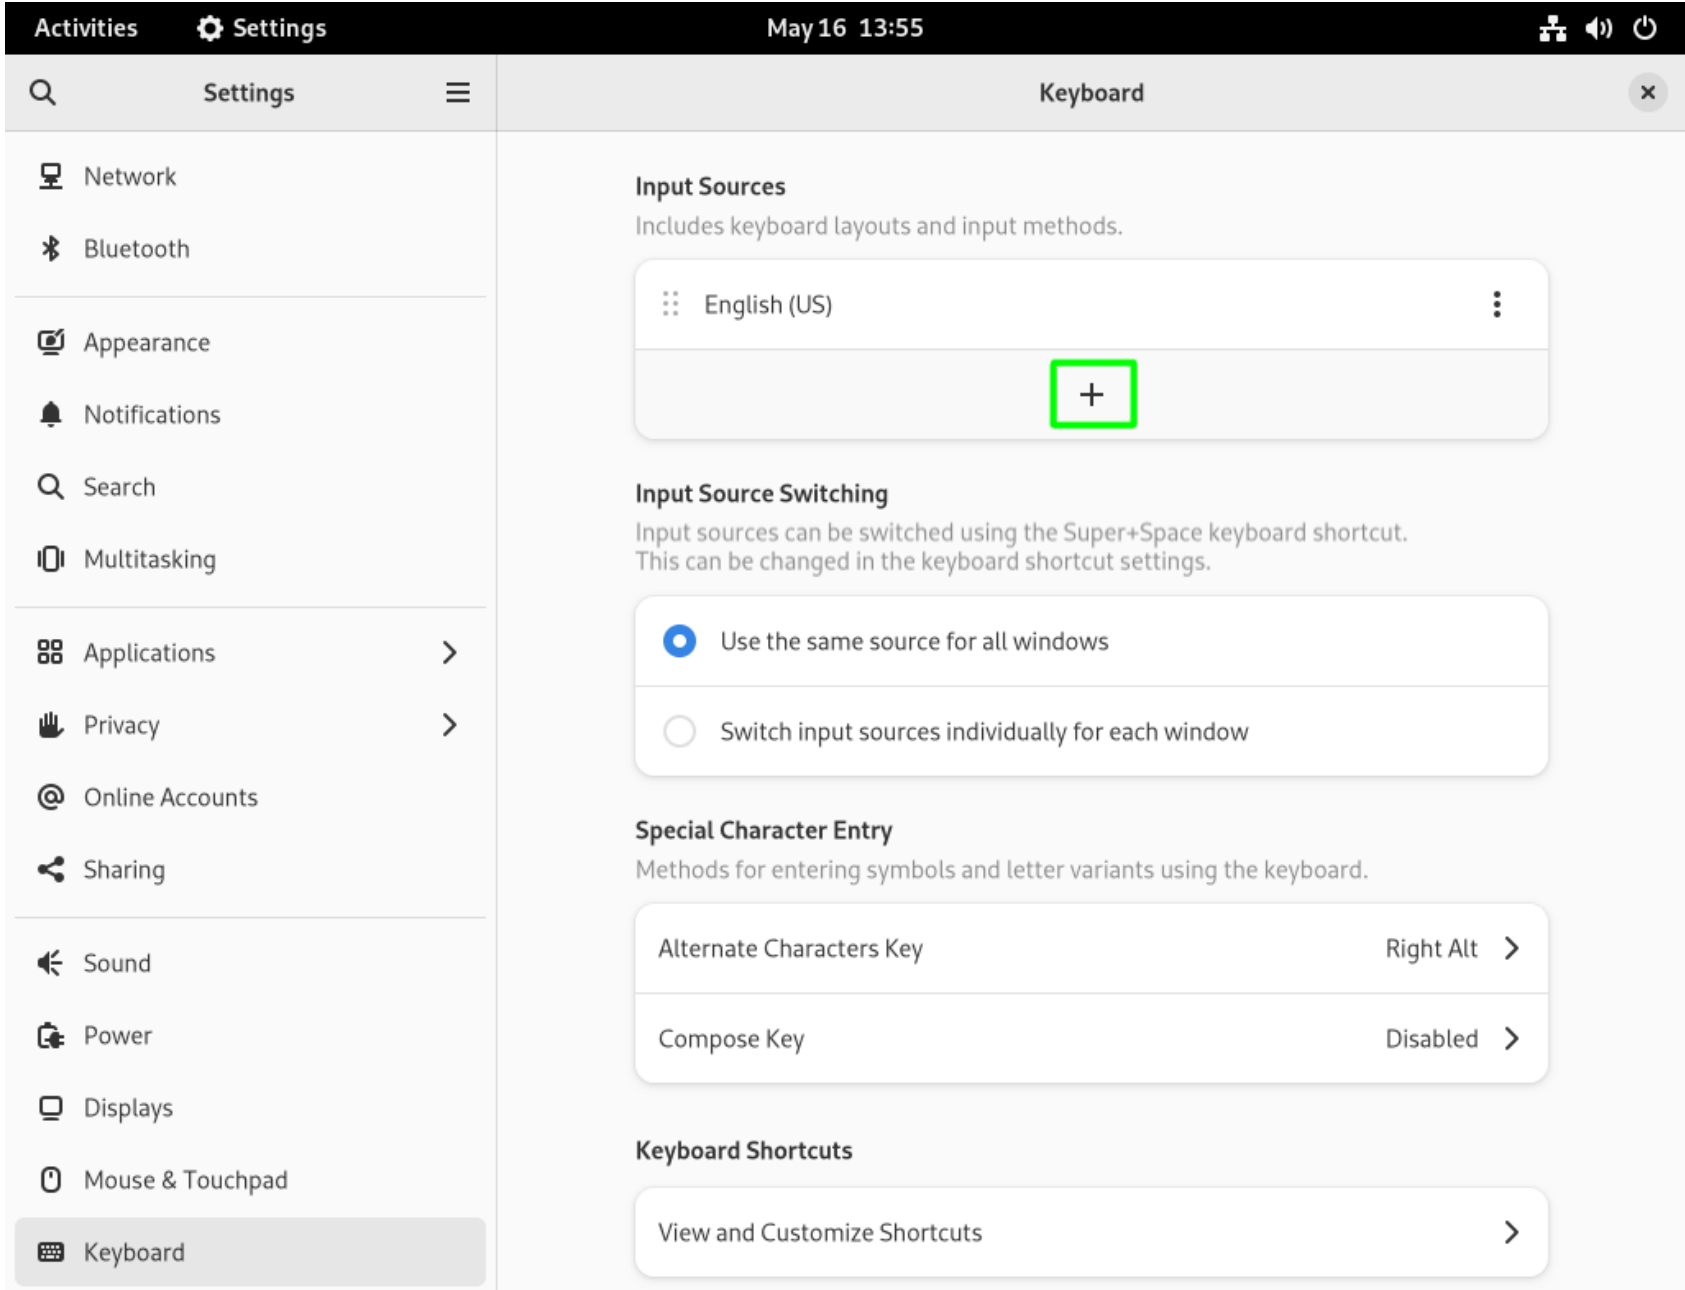 Activities
Settings
May 16 13:55
Settings
Keyboard
Network
Bluetooth
Appearance
Notifications
Search
Multitasking
Applications
Privacy
Online Accounts
Sharing
Sound
Power
Displays
Mouse & Touchpad
Keyboard
Input Sources
Includes keyboard layouts and input methods.
English (US)
Input Source Switching
Input sources can be switched using the Super+Space keyboard shortcut.
This can be changed in the keyboard shortcut settings.
Use the same source for all windows
Switch input sources individually for each window
Special Character Entry
Methods for entering symbols and letter variants using the keyboard.
Alternate Characters Key Right Alt
Compose Key Disabled
Keyboard Shortcuts
View and Customize Shortcuts